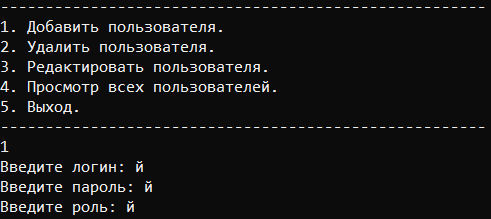 ------------------------------------------------------
1. Добавить пользователя.
2. Удалить пользователя.
3. Редактировать пользователя.
4. Просмотр всех пользователей.
5. Выход.
------------------------------------------------------
1
Введите логин: й
Введите пароль: й
Введите роль: й